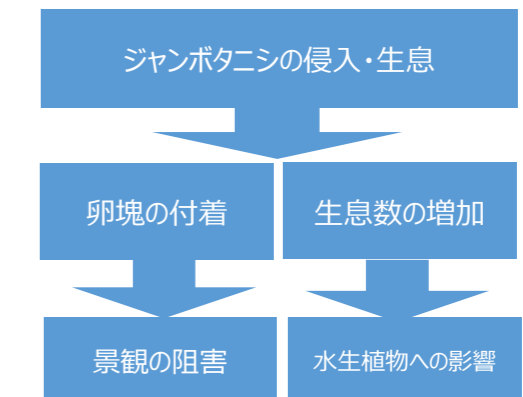 ジャンボタニシの侵入・生息
卵塊の付着
生息数の増加
景観の阻害
水生植物への影響